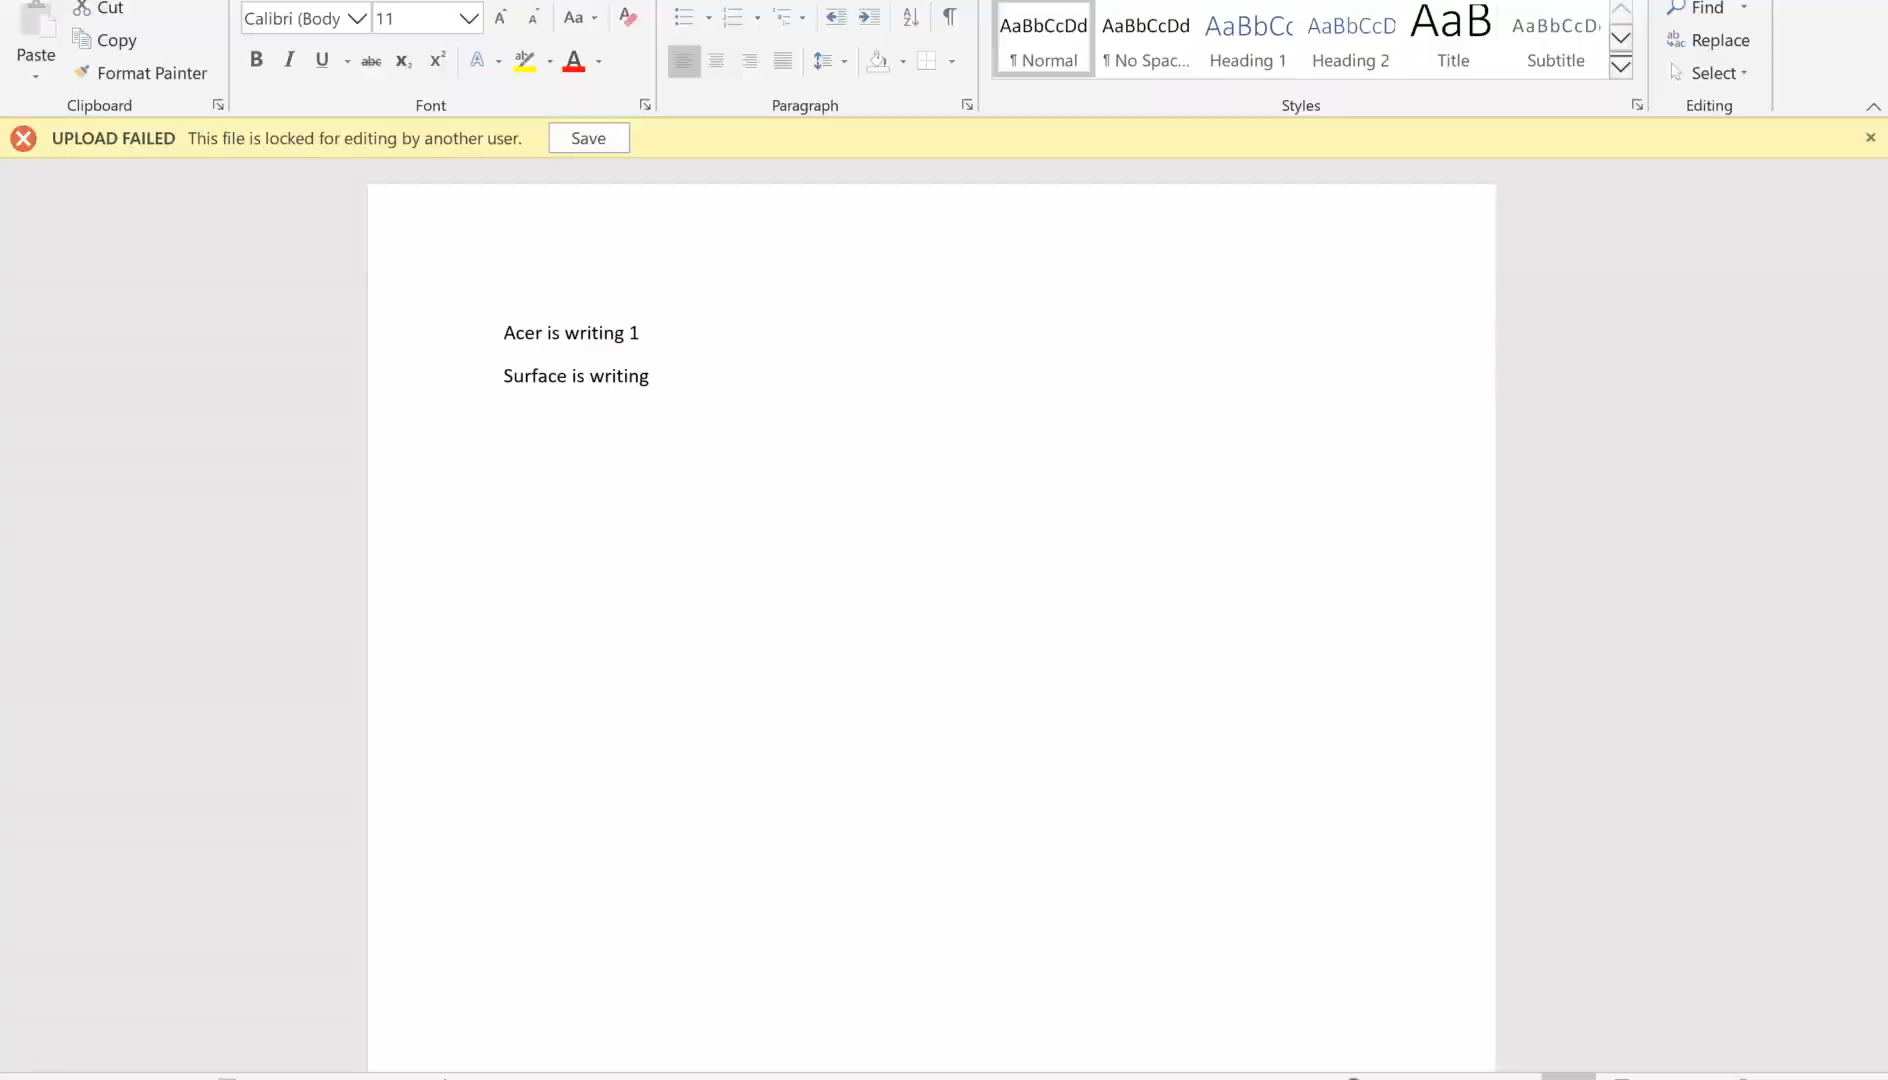 Cut
Calibri (Body
11
Aa
AaBbCcDd
AaBbCcDd
AaBbCc
AaBbCcD
AaB
AaBbCcD
Find
Paste
Copy
Replace
Format Painter
B I U abc X₂ X² A aby A
¶ Normal
¶ No Spac...
Heading 1
Heading 2
Title
Subtitle
Select
Clipboard
Font
Paragraph
Styles
Editing
UPLOAD FAILED This file is locked for editing by another user. Save
Acer is writing 1
Surface is writing